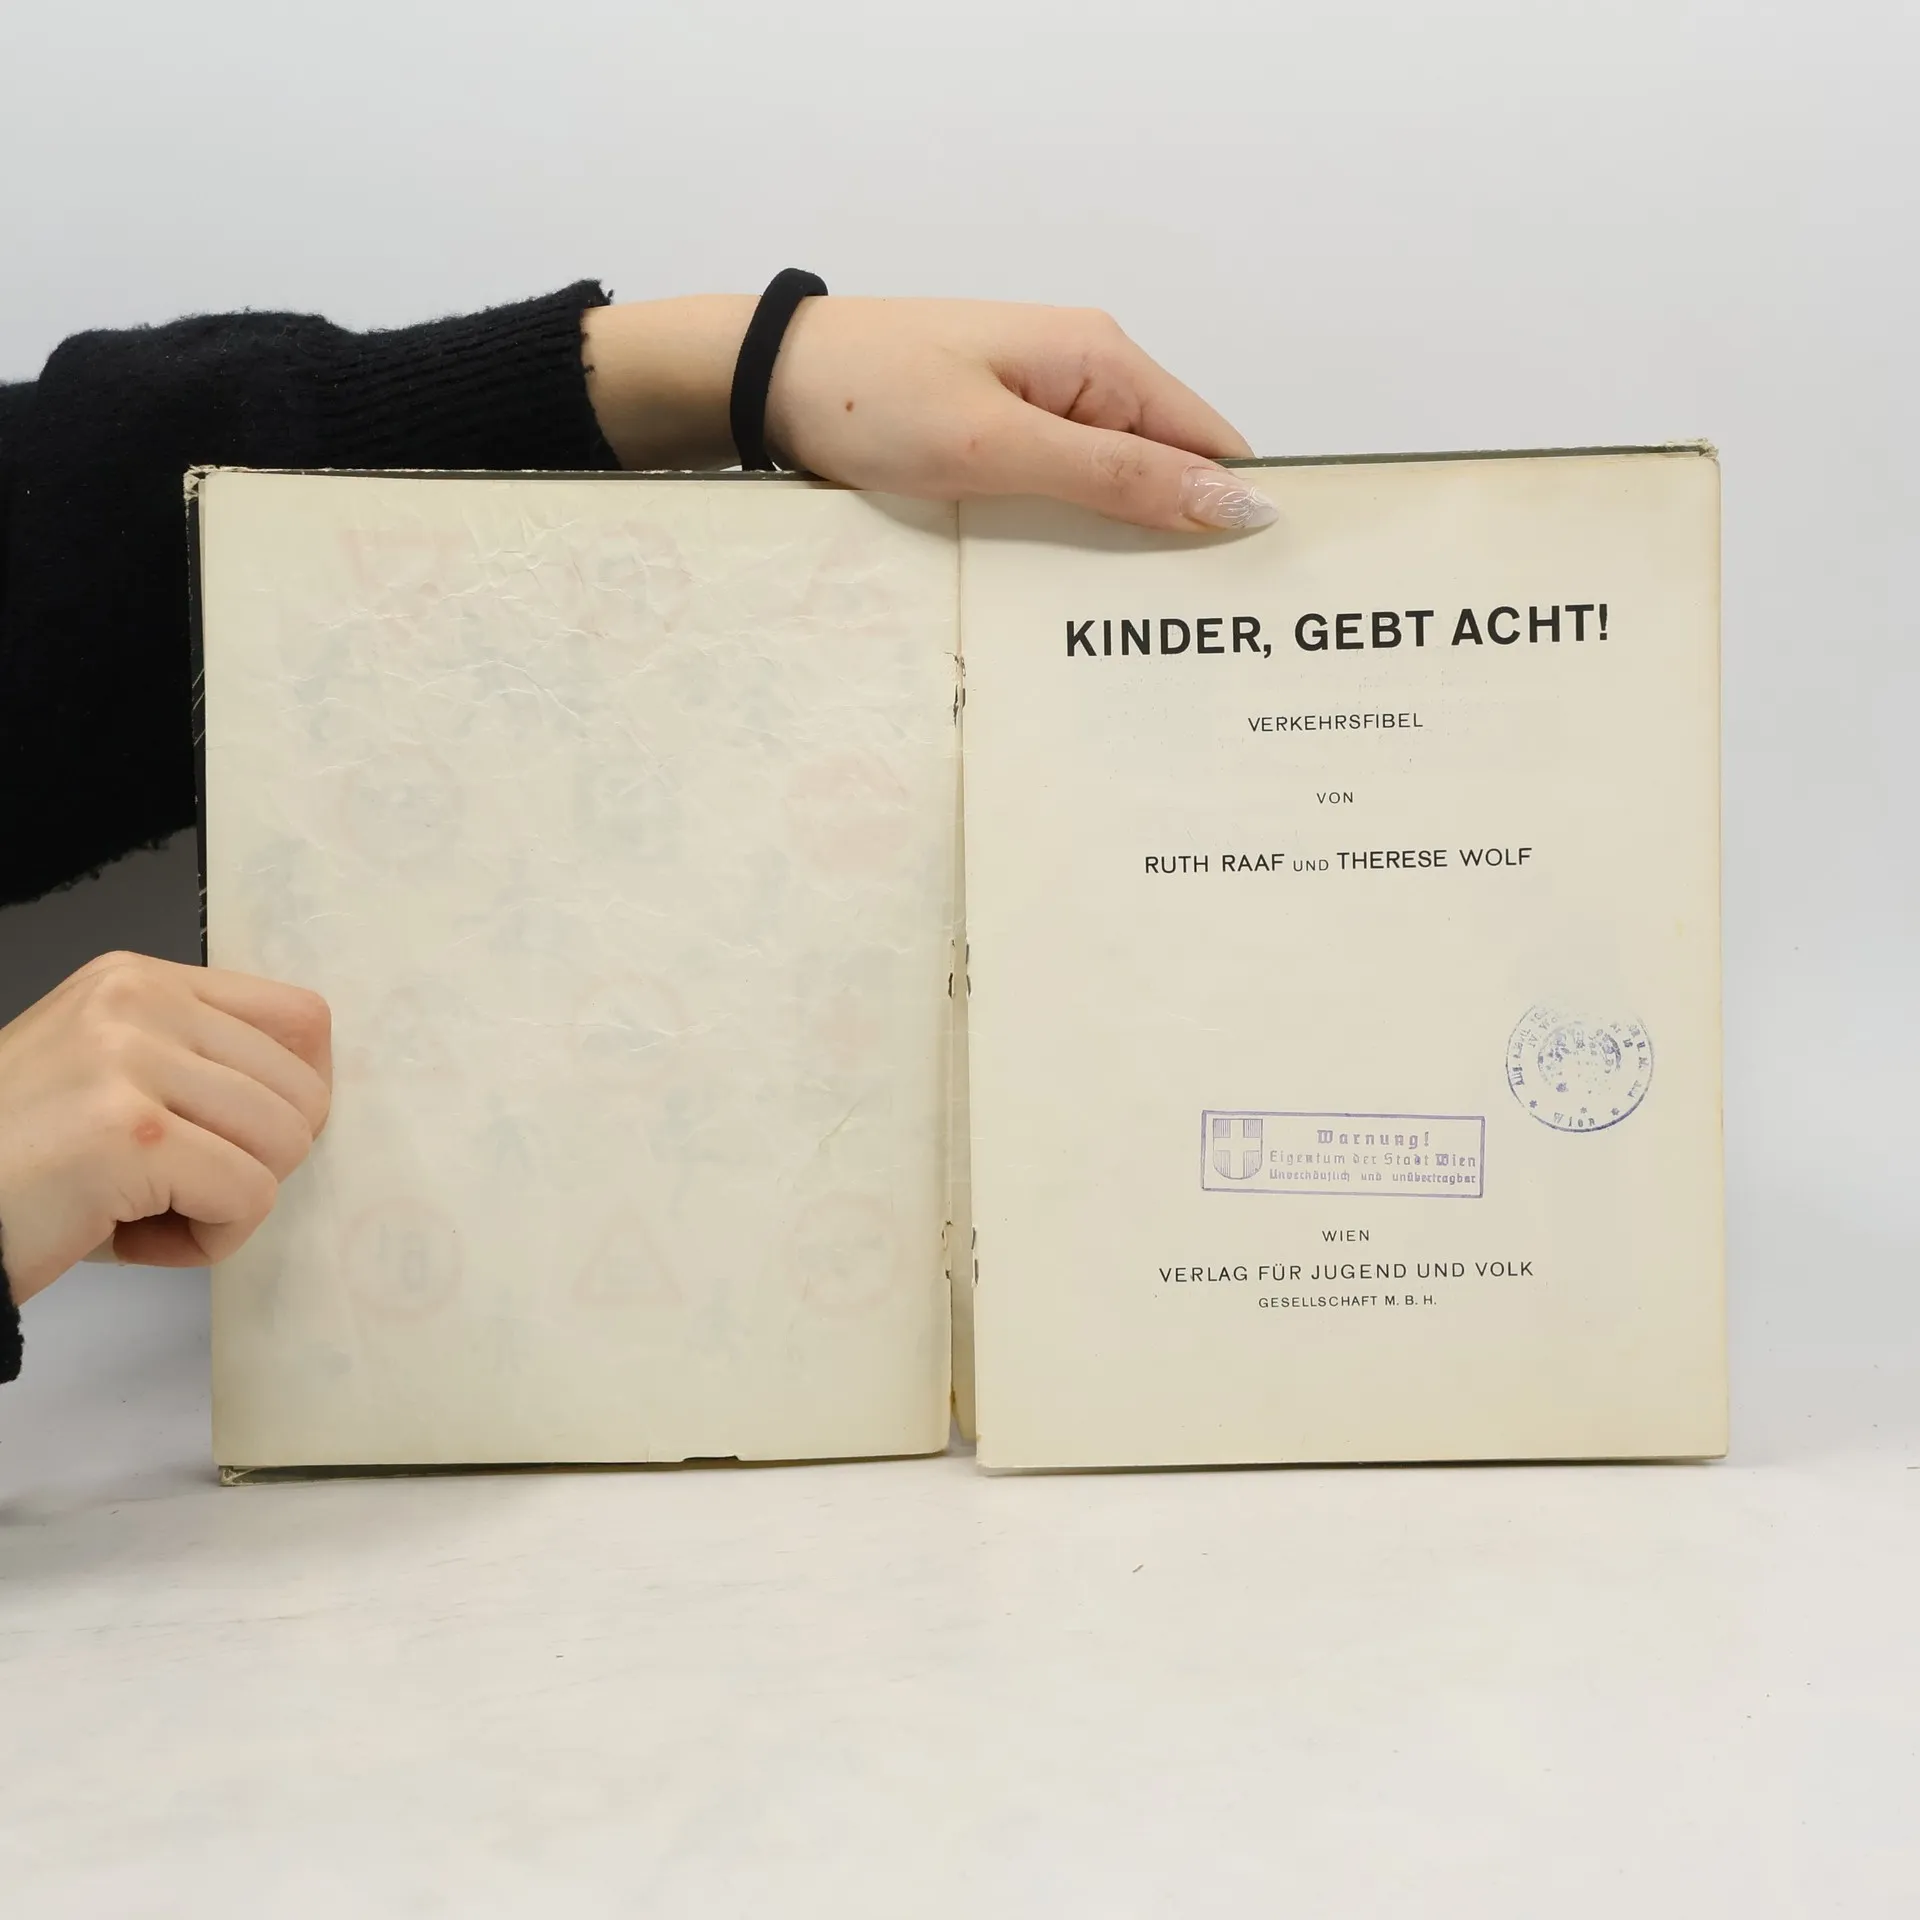 KINDER, GEBT ACHT!
VERKEHRSFIBEL
VON
RUTH RAAF UND THERESE WOLF
Wien
Warnung!
Eigentum der Stadt Wien
Unverkäuflich und unübertragbar
WIEN
VERLAG FÜR JUGEND UND VOLK
GESELLSCHAFT M. B. H.